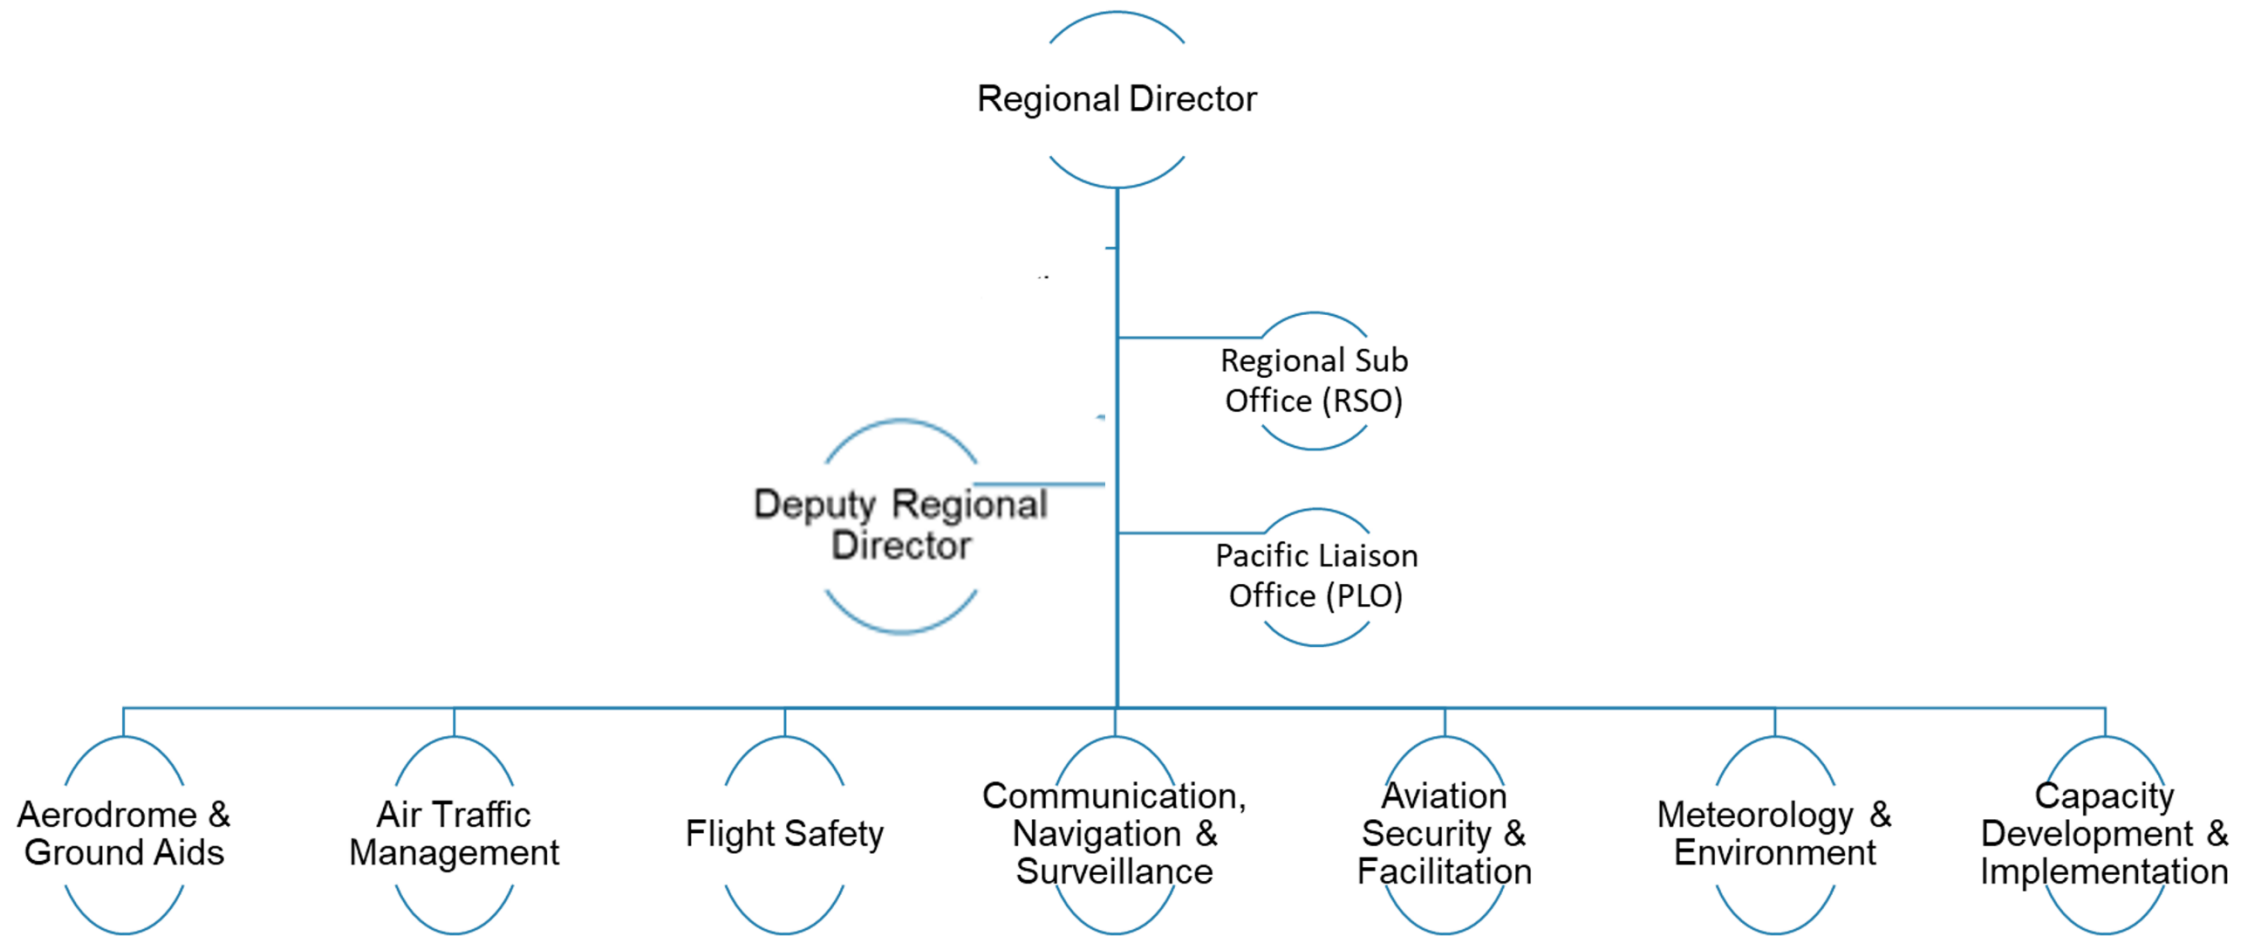 Regional Director
Regional Sub
Office (RSO)
Deputy Regional
Director
Pacific Liaison
Office (PLO)
Aerodrome &
Ground Aids
Air Traffic
Management
Flight Safety
Communication,
Navigation &
Surveillance
Aviation
Security &
Facilitation
Meteorology &
Environment
Capacity
Development &
Implementation